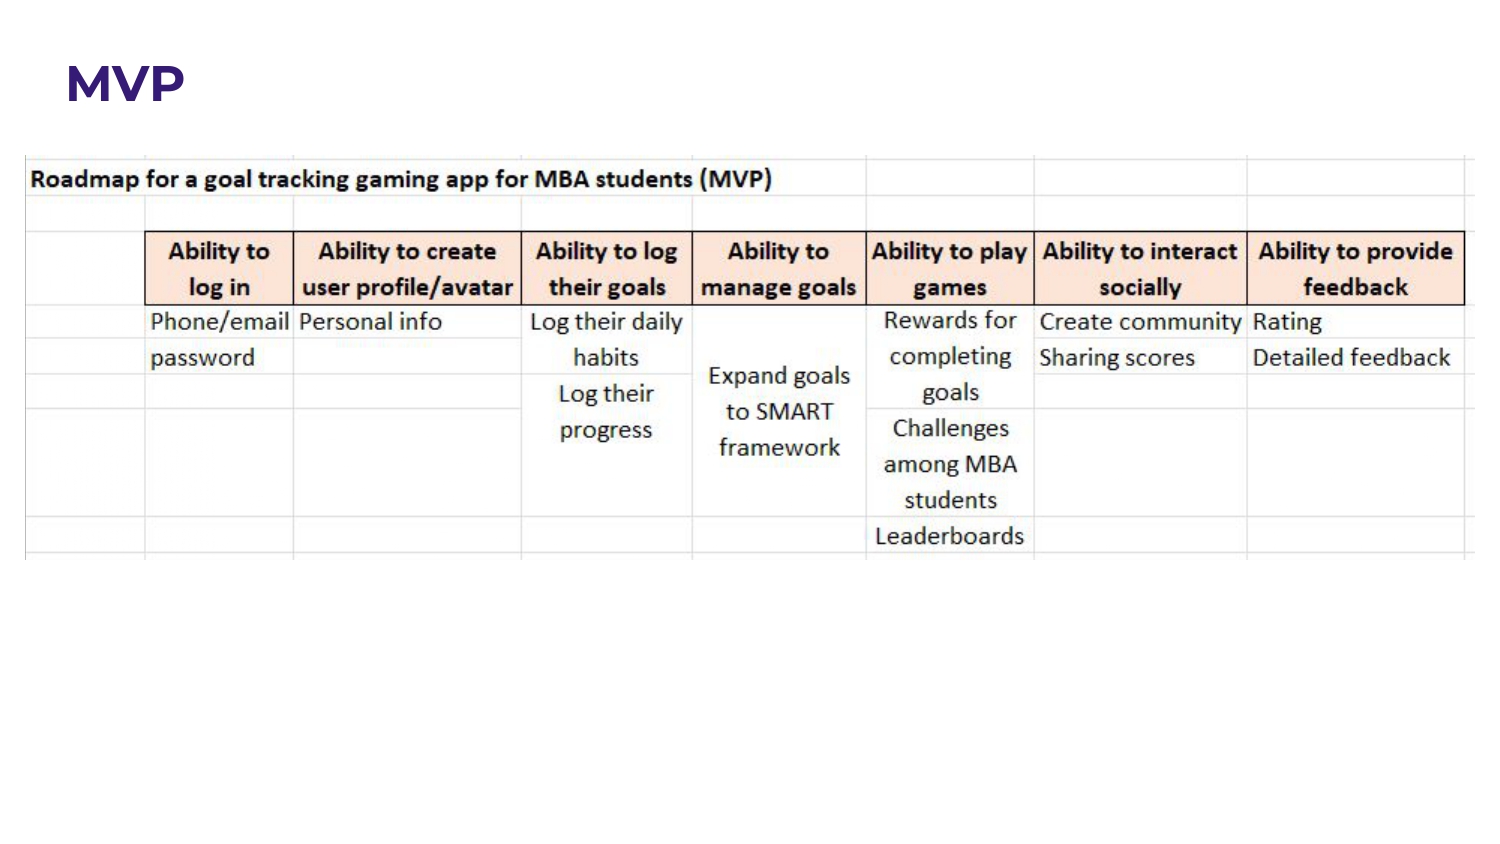 MVP
Roadmap for a goal tracking gaming app for MBA students (MVP)
Ability to
log in
Ability to create
user profile/avatar
Ability to log
their goals
Ability to
manage goals
Ability to play
games
Ability to interact
socially
Ability to provide
feedback
Phone/email
password
Personal info
Log their daily
habits
Log their
progress
Expand goals
to SMART
framework
Rewards for
completing
goals
Challenges
among MBA
students
Leaderboards
Create community
Sharing scores
Rating
Detailed feedback